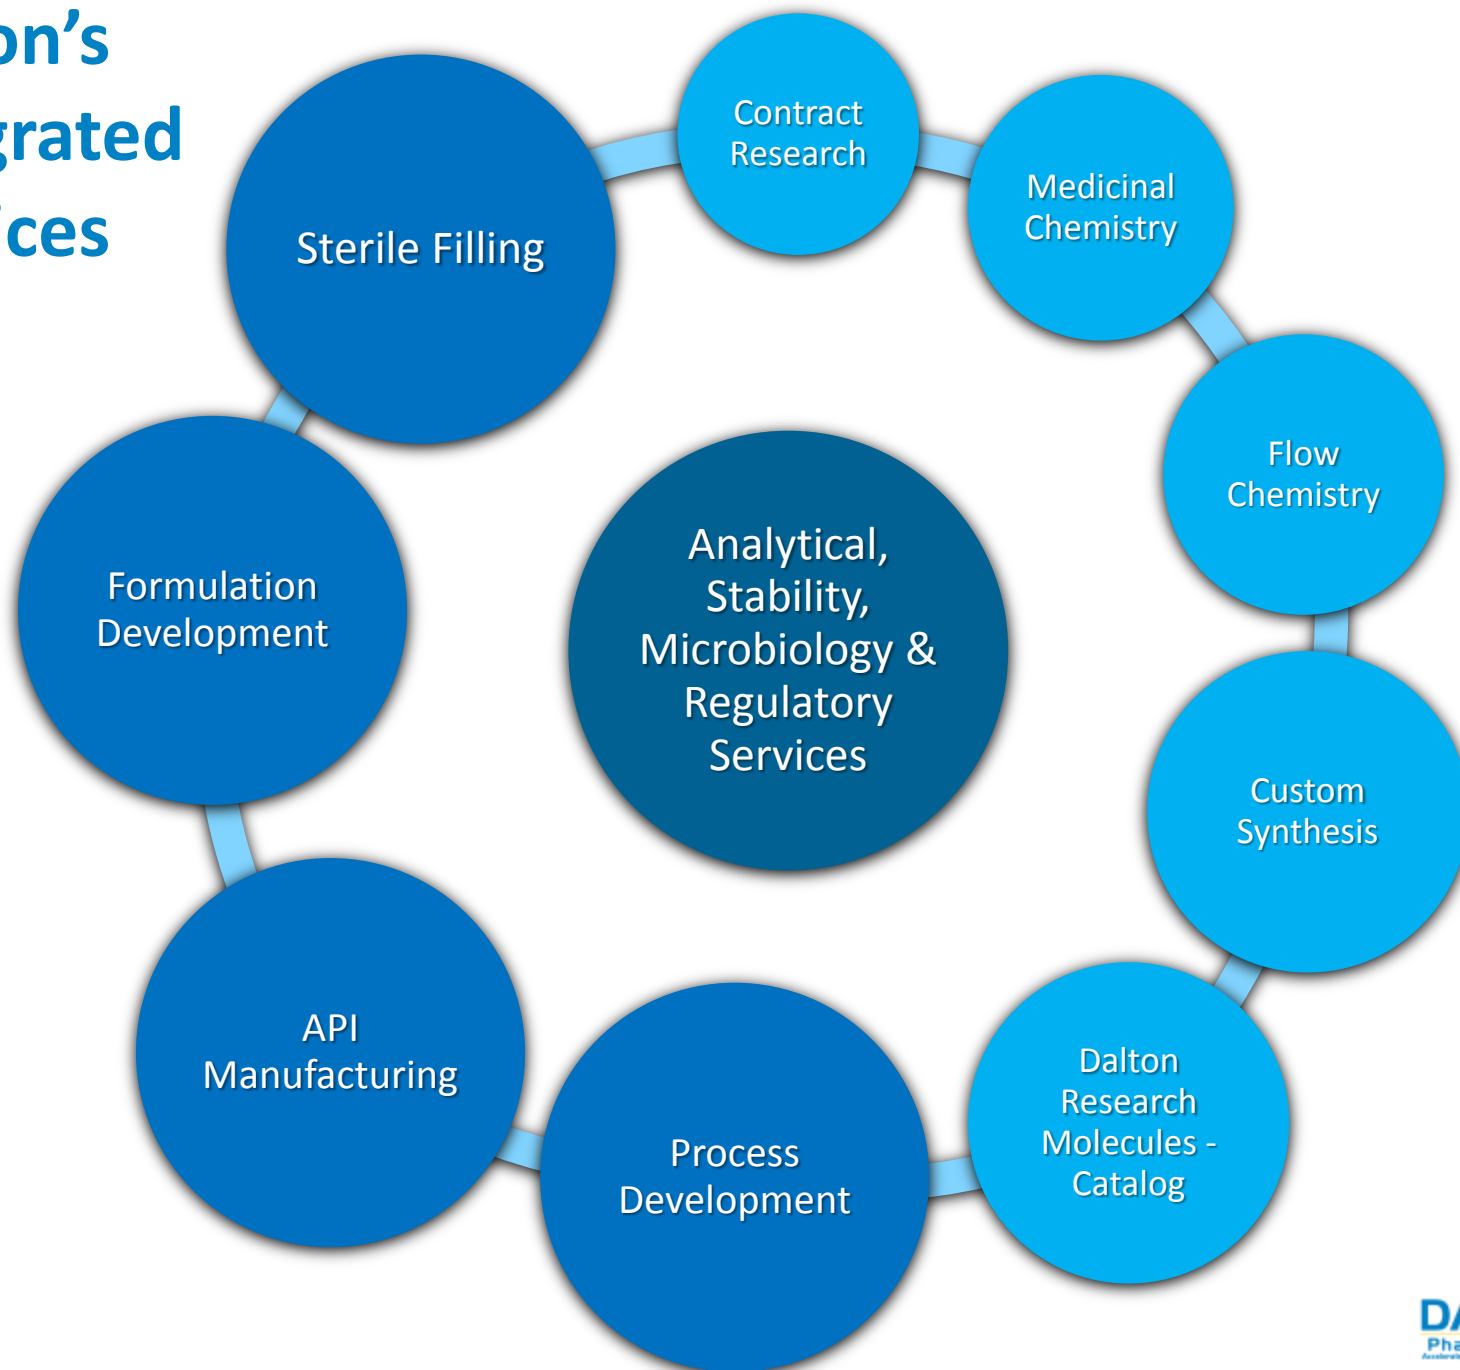 on's
grated
ices
Contract
Research
Medicinal
Chemistry
Flow
Chemistry
Custom
Synthesis
Dalton
Research
Molecules -
Catalog
Process
Development
API
Manufacturing
Formulation
Development
Sterile Filling
Analytical,
Stability,
Microbiology &
Regulatory
Services
DA
Pha